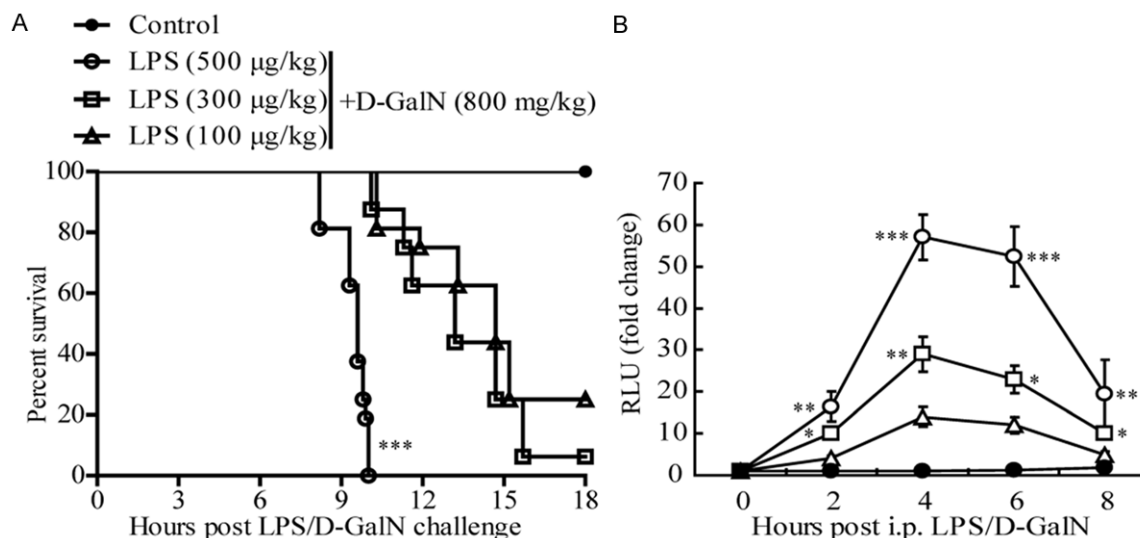 A
Control
LPS (500 μg/kg)
LPS (300 μg/kg)
LPS (100 μg/kg)
+D-GalN (800 mg/kg)
Percent survival
100
80
60
40
20
0
***
0 3 6 9 12 15 18
Hours post LPS/D-GalN challenge
B
RLU (fold change)
70
60
50
40
30
20
10
0
***
***
**
*
**
*
**
*
0 2 4 6 8
Hours post i.p. LPS/D-GalN